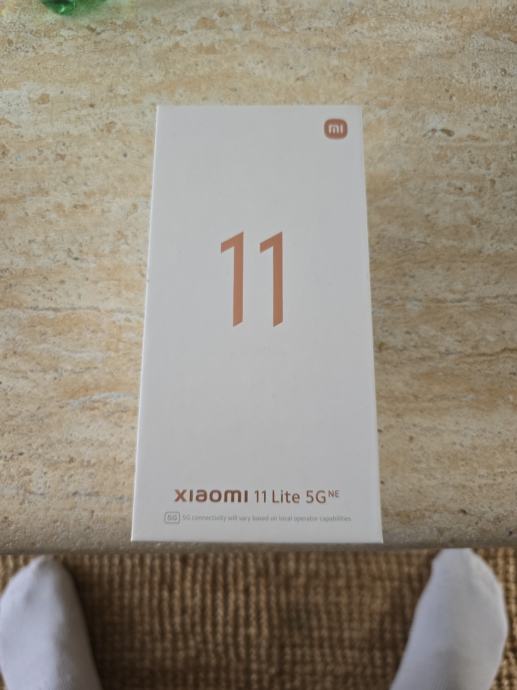 mi
11
xiaomi 11 Lite 5G NE
5G 5G connectivity will vary based on local operator capabilities.